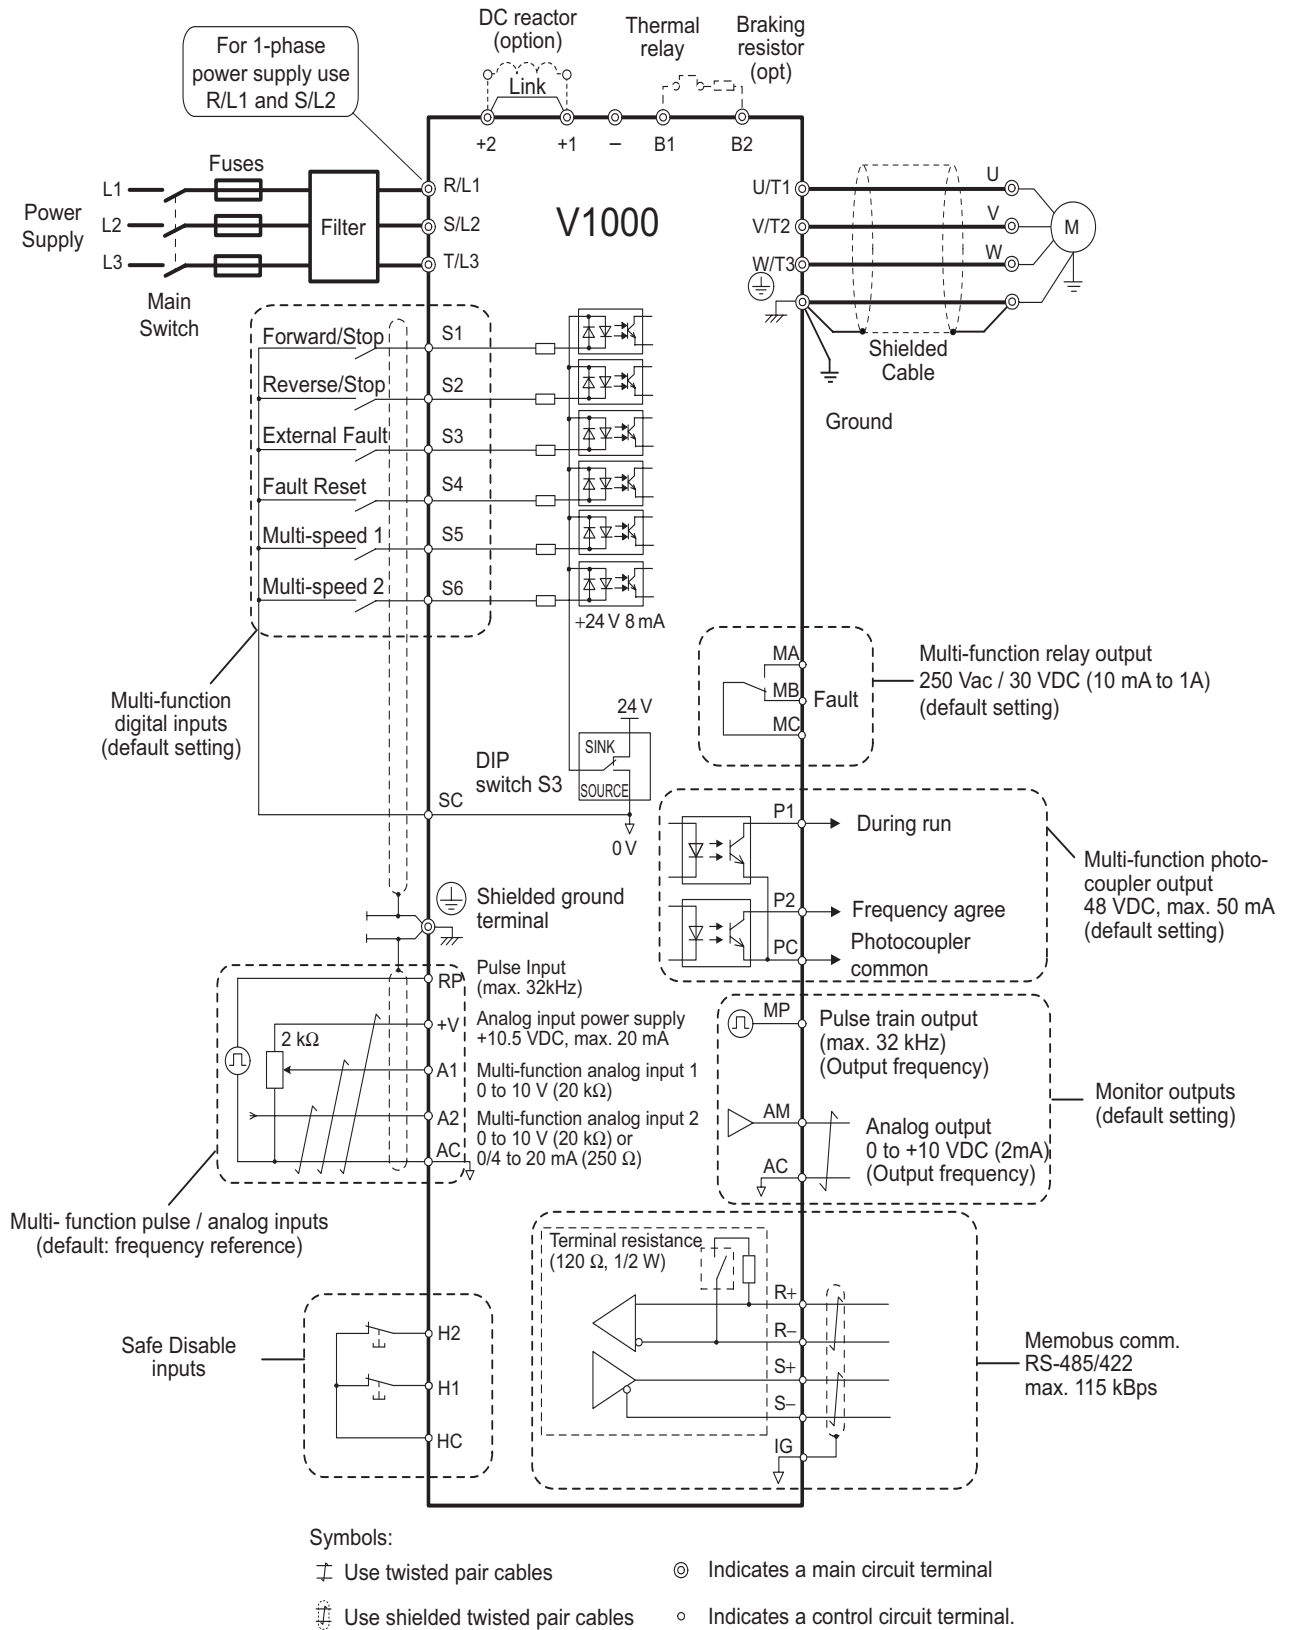 DC reactor
(option)
Thermal
relay
Braking
resistor
(opt)
For 1-phase
power supply use
R/L1 and S/L2
Link
+2
+1
–
B1
B2
Fuses
Power
Supply
L1
L2
L3
Filter
Main
Switch
R/L1
S/L2
T/L3
V1000
U/T1
V/T2
W/T3
U
V
W
M
Shielded
Cable
Ground
Forward/Stop
S1
Reverse/Stop
S2
External Fault
S3
Fault Reset
S4
Multi-speed 1
S5
Multi-speed 2
S6
+24 V 8 mA
Multi-function
digital inputs
(default setting)
24 V
SINK
SOURCE
DIP
switch S3
SC
0 V
MA
MB
MC
Fault
Multi-function relay output
250 Vac / 30 VDC (10 mA to 1A)
(default setting)
P1
During run
P2
Frequency agree
PC
Photocoupler
common
Multi-function photo-
coupler output
48 VDC, max. 50 mA
(default setting)
Shielded ground
terminal
RP
Pulse Input
(max. 32kHz)
+V
Analog input power supply
+10.5 VDC, max. 20 mA
2 kΩ
A1
Multi-function analog input 1
0 to 10 V (20 kΩ)
A2
Multi-function analog input 2
0 to 10 V (20 kΩ) or
0/4 to 20 mA (250 Ω)
AC
Multi- function pulse / analog inputs
(default: frequency reference)
MP
Pulse train output
(max. 32 kHz)
(Output frequency)
AM
Analog output
0 to +10 VDC (2mA)
(Output frequency)
AC
Monitor outputs
(default setting)
Terminal resistance
(120 Ω, 1/2 W)
R+
R–
S+
S–
IG
Memobus comm.
RS-485/422
max. 115 kBps
Safe Disable
inputs
H2
H1
HC
Symbols:
Use twisted pair cables
Indicates a main circuit terminal
Use shielded twisted pair cables
Indicates a control circuit terminal.